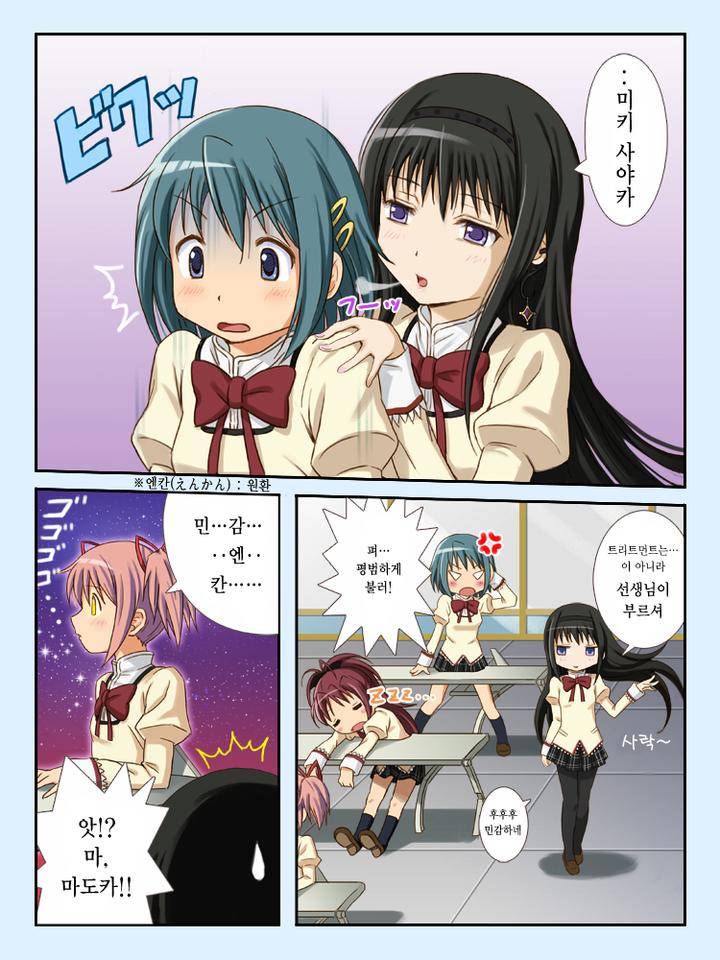 ビクッ
: 미키 사야카
フーッ
※엔칸(えんかん) : 원환
트리트먼트는…
이 아니라
선생님이
부르셔
펴…
평범하게
불러!
zzz...
사락~
후후후
민감하네
민…감…
‥엔‥
칸……
ゴゴゴゴ…
앗!?
마,
마도카!!